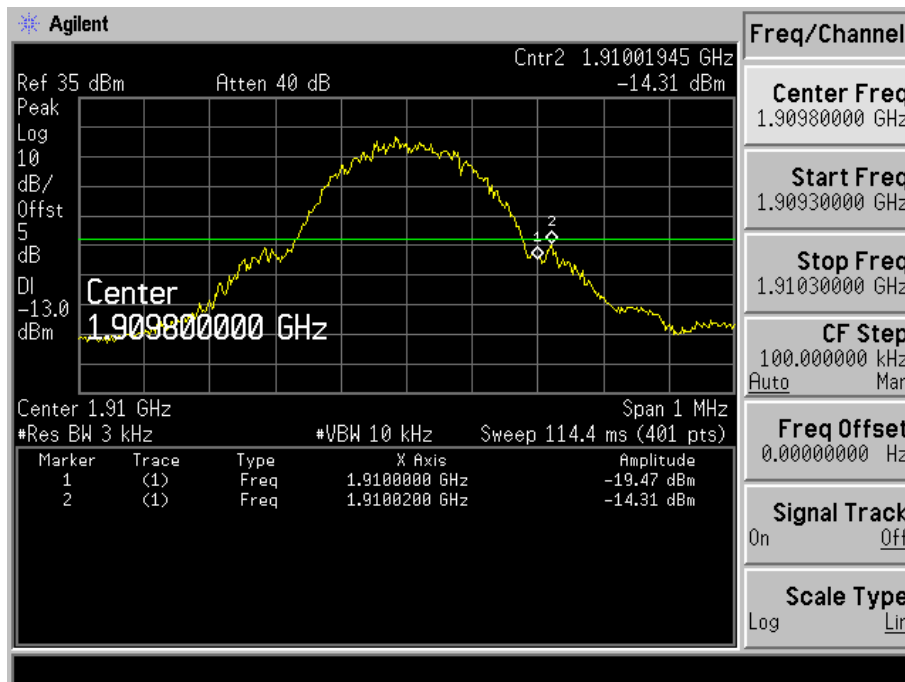 Agilent
Cntr2 1.91001945 GHz
Ref 35 dBm Atten 40 dB -14.31 dBm
Peak
Log
10
dB/
Offst
5
dB
DI
-13.0
dBm
1
2
Center
1.909800000 GHz
Center 1.91 GHz Span 1 MHz
#Res BW 3 kHz #VBW 10 kHz Sweep 114.4 ms (401 pts)
Marker Trace Type X Axis Amplitude
1 (1) Freq 1.9100000 GHz -19.47 dBm
2 (1) Freq 1.9100200 GHz -14.31 dBm
Freq/Channel
Center Freq
1.90980000 GHz
Start Freq
1.90930000 GHz
Stop Freq
1.91030000 GHz
CF Step
100.000000 kHz
Auto Man
Freq Offset
0.00000000 Hz
Signal Track
On Off
Scale Type
Log Lin